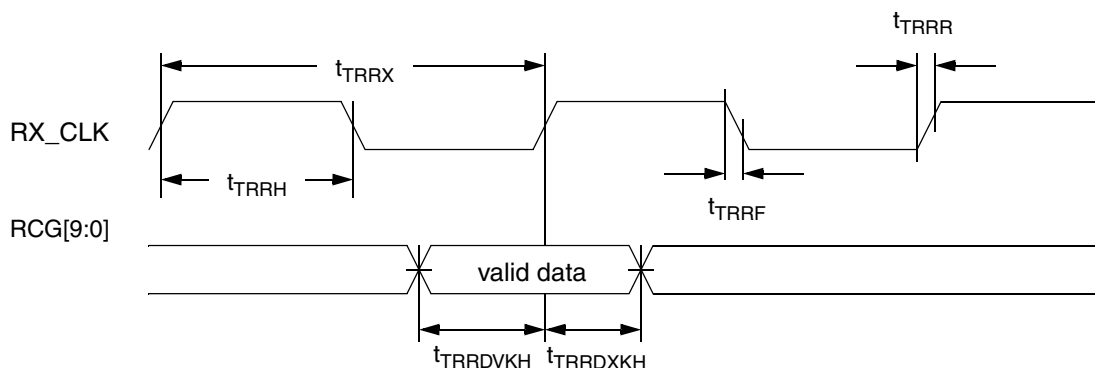 tTRRR
tTRRX
RX_CLK
tTRRH
tTRRF
RCG[9:0]
valid data
tTRRDVKH
tTRRDXKH